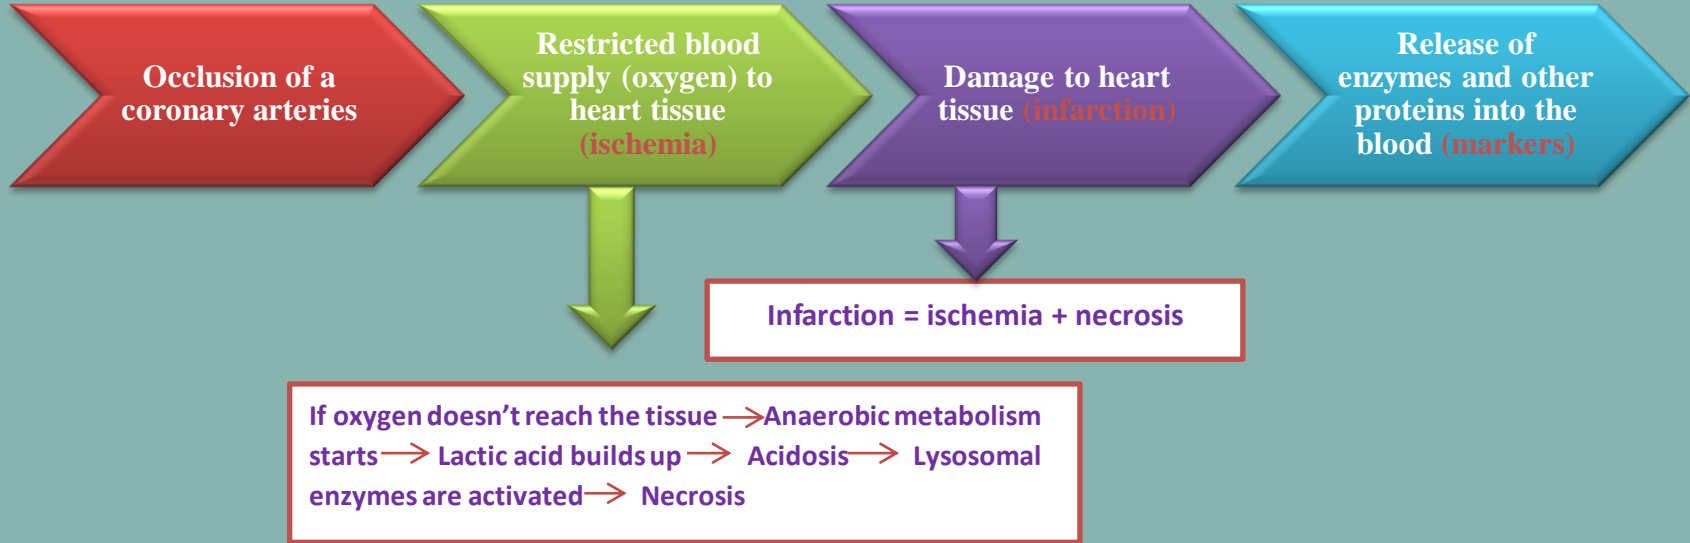 Occlusion of a
coronary arteries
Restricted blood
supply (oxygen) to
heart tissue
(ischemia)
Damage to heart
tissue (infarction)
Release of
enzymes and other
proteins into the
blood (markers)
Infarction = ischemia + necrosis
If oxygen doesn’t reach the tissue → Anaerobic metabolism
starts → Lactic acid builds up → Acidosis → Lysosomal
enzymes are activated → Necrosis